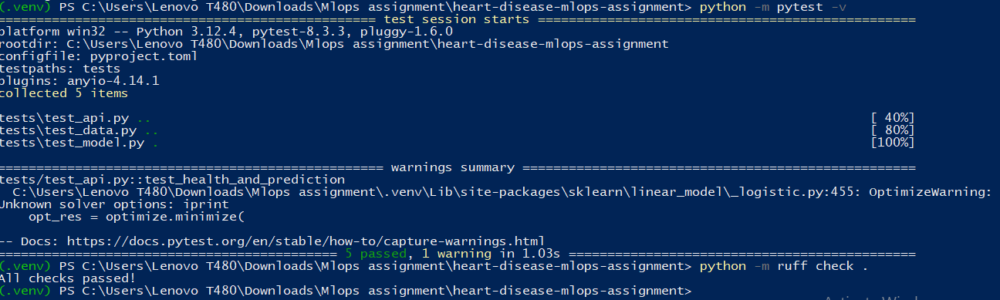 (.venv) PS C:\Users\Lenovo T480\Downloads\Mlops assignment\heart-disease-mlops-assignment> python -m pytest -v
================================================= test session starts =================================================
platform win32 -- Python 3.12.4, pytest-8.3.3, pluggy-1.6.0
rootdir: C:\Users\Lenovo T480\Downloads\Mlops assignment\heart-disease-mlops-assignment
configfile: pyproject.toml
testpaths: tests
plugins: anyio-4.14.1
collected 5 items
tests\test_api.py .. [ 40%]
tests\test_data.py .. [ 80%]
tests\test_model.py . [100%]
================================================== warnings summary ===================================================
tests/test_api.py::test_health_and_prediction
C:\Users\Lenovo T480\Downloads\Mlops assignment\.venv\Lib\site-packages\sklearn\linear_model\_logistic.py:455: OptimizeWarning:
Unknown solver options: iprint
opt_res = optimize.minimize(
-- Docs: https://docs.pytest.org/en/stable/how-to/capture-warnings.html
============================================ 5 passed, 1 warning in 1.03s =============================================
(.venv) PS C:\Users\Lenovo T480\Downloads\Mlops assignment\heart-disease-mlops-assignment> python -m ruff check .
All checks passed!
(.venv) PS C:\Users\Lenovo T480\Downloads\Mlops assignment\heart-disease-mlops-assignment>